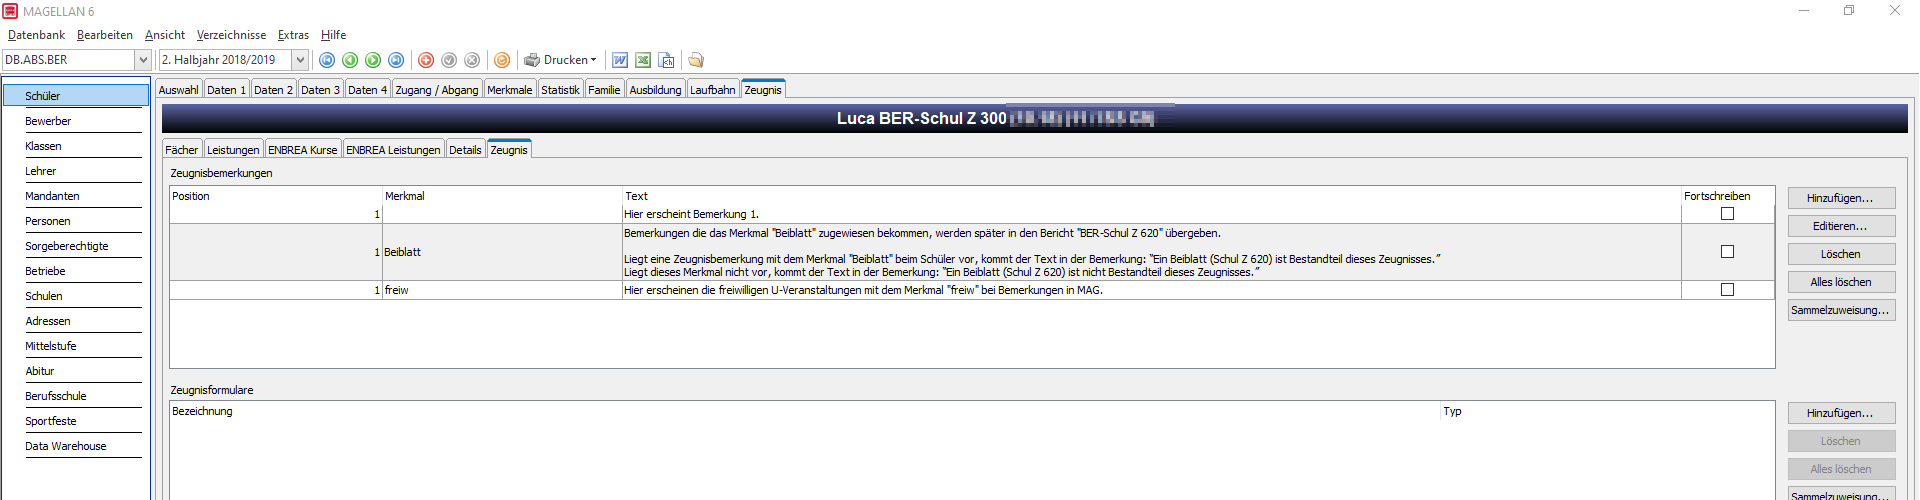 MAGELLAN 6
Datenbank Bearbeiten Ansicht Verzeichnisse Extras Hilfe
DB.ABS.BER 2. Halbjahr 2018/2019 Drucken
Schüler
Bewerber
Klassen
Lehrer
Mandanten
Personen
Sorgeberechtigte
Betriebe
Schulen
Adressen
Mittelstufe
Abitur
Berufsschule
Sportfeste
Data Warehouse
Auswahl Daten 1 Daten 2 Daten 3 Daten 4 Zugang / Abgang Merkmale Statistik Familie Ausbildung Laufbahn Zeugnis
Luca BER-Schul Z 300
Fächer Leistungen ENBREA Kurse ENBREA Leistungen Details Zeugnis
Zeugnisbemerkungen
Position Merkmal Text Fortschreiben
1 Hier erscheint Bemerkung 1.
1 Beiblatt
Bemerkungen die das Merkmal "Beiblatt" zugewiesen bekommen, werden später in den Bericht "BER-Schul Z 620" übergeben.
Liegt eine Zeugnisbemerkung mit dem Merkmal "Beiblatt" beim Schüler vor, kommt der Text in der Bemerkung: "Ein Beiblatt (Schul Z 620) ist Bestandteil dieses Zeugnisses.”
Liegt dieses Merkmal nicht vor, kommt der Text in der Bemerkung: "Ein Beiblatt (Schul Z 620) ist nicht Bestandteil dieses Zeugnisses.”
1 freiw Hier erscheinen die freiwilligen U-Veranstaltungen mit dem Merkmal "freiw" bei Bemerkungen in MAG.
Hinzufügen...
Editieren...
Löschen
Alles löschen
Sammelzuweisung...
Zeugnisformulare
Bezeichnung Typ
Hinzufügen...
Löschen
Alles löschen
Sammelzuweisung...